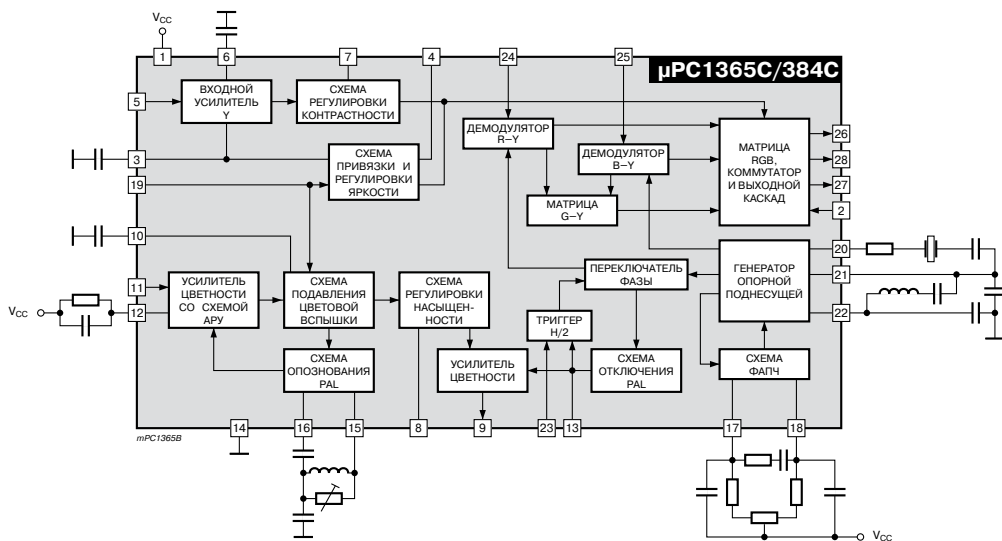 VCC
1
6
7
4
24
25
µPC1365C/384C
5
ВХОДНОЙ
УСИЛИТЕЛЬ
Y
СХЕМА
РЕГУЛИРОВКИ
КОНТРАСТНОСТИ
ДЕМОДУЛЯТОР
R–Y
ДЕМОДУЛЯТОР
B–Y
МАТРИЦА
G–Y
МАТРИЦА
RGB,
КОММУТАТОР
И ВЫХОДНОЙ
КАСКАД
26
28
27
2
3
19
СХЕМА
ПРИВЯЗКИ И
РЕГУЛИРОВКИ
ЯРКОСТИ
10
11
12
VCC
УСИЛИТЕЛЬ
ЦВЕТНОСТИ
СО СХЕМОЙ
АРУ
СХЕМА
ПОДАВЛЕНИЯ
ЦВЕТОВОЙ
ВСПЫШКИ
СХЕМА
РЕГУЛИРОВКИ
НАСЫЩЕН-
НОСТИ
ПЕРЕКЛЮЧАТЕЛЬ
ФАЗЫ
ГЕНЕРАТОР
ОПОРНОЙ
ПОДНЕСУЩЕЙ
20
21
22
ТРИГГЕР
H/2
СХЕМА
ОПОЗНОВАНИЯ
PAL
УСИЛИТЕЛЬ
ЦВЕТНОСТИ
СХЕМА
ОТКЛЮЧЕНИЯ
PAL
СХЕМА
ФАПЧ
mPC1365B
14
16
15
8
9
23
13
17
18
VCC